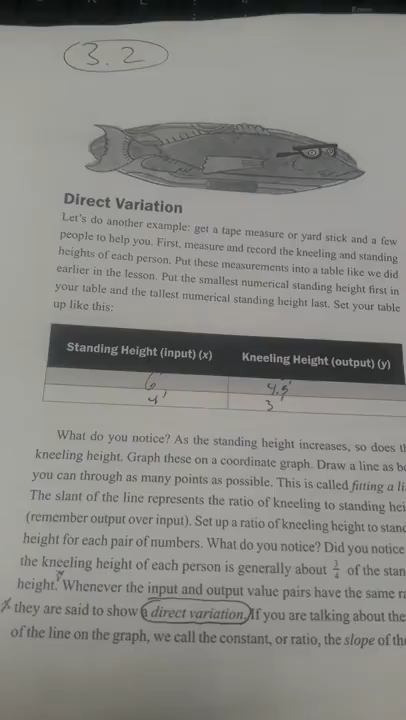 3.2
Direct Variation
Let's do another example: get a tape measure or yard stick and a few
people to help you. First, measure and record the kneeling and standing
heights of each person. Put these measurements into a table like we did
earlier in the lesson. Put the smallest numerical standing height first in
your table and the tallest numerical standing height last. Set your table
up like this:
Standing Height (input) (x) Kneeling Height (output) (y)
6' 4.5'
4' 3'
What do you notice? As the standing height increases, so does th
kneeling height. Graph these on a coordinate graph. Draw a line as be
you can through as many points as possible. This is called fitting a li
The slant of the line represents the ratio of kneeling to standing hei
(remember output over input). Set up a ratio of kneeling height to stand
height for each pair of numbers. What do you notice? Did you notice
the kneeling height of each person is generally about 3/4 of the stan
height? Whenever the input and output value pairs have the same ra
they are said to show a direct variation. If you are talking about the
of the line on the graph, we call the constant, or ratio, the slope of the